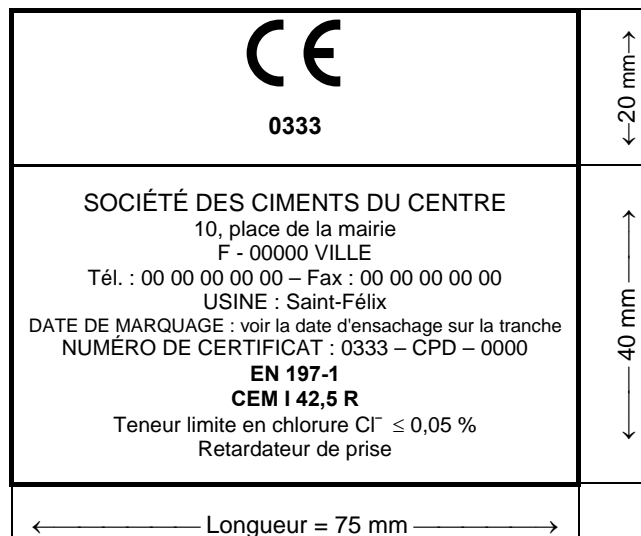 CE
0333
←20 mm→
SOCIÉTÉ DES CIMENTS DU CENTRE
10, place de la mairie
F - 00000 VILLE
Tél. : 00 00 00 00 00 – Fax : 00 00 00 00 00
USINE : Saint-Félix
DATE DE MARQUAGE : voir la date d'ensachage sur la tranche
NUMÉRO DE CERTIFICAT : 0333 – CPD – 0000
EN 197-1
CEM I 42,5 R
Teneur limite en chlorure Cl⁻ ≤ 0,05 %
Retardateur de prise
←40 mm→
←Longueur = 75 mm→